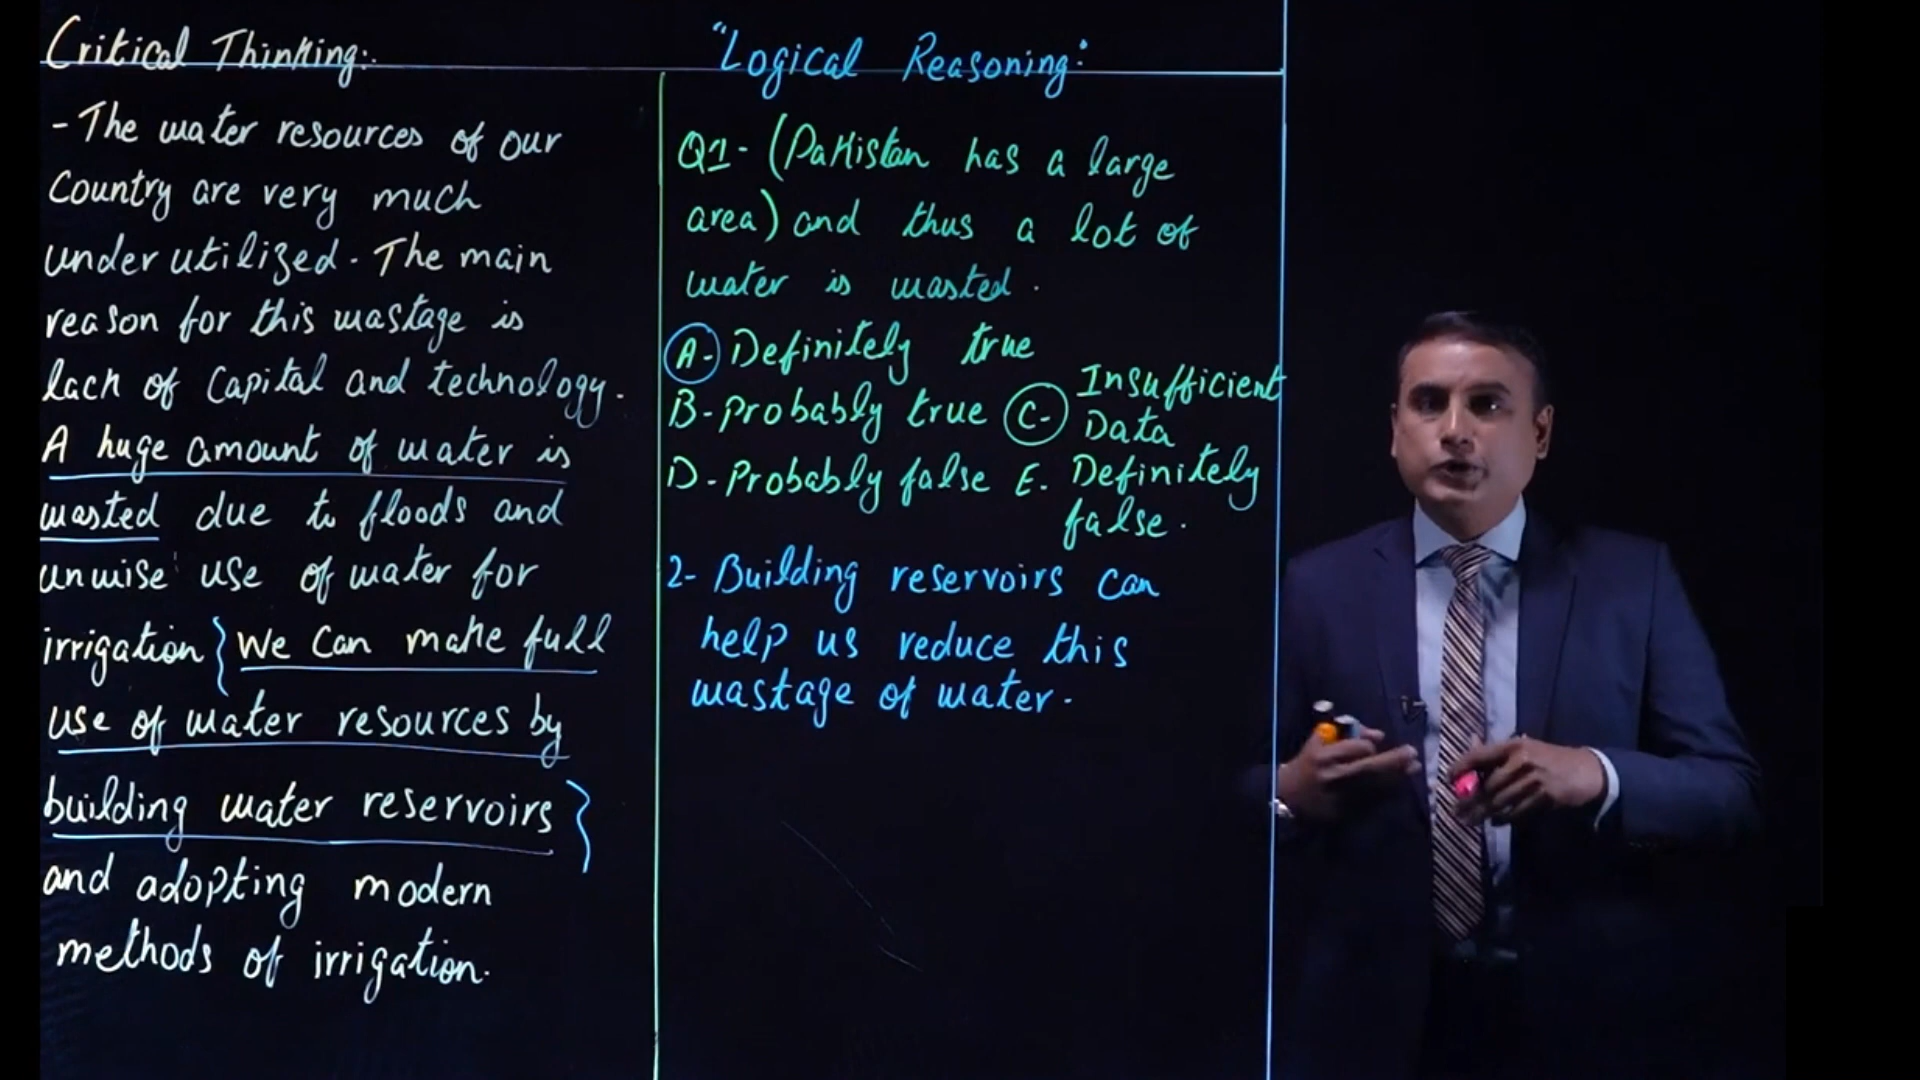 Critical Thinking:.
"Logical Reasoning:
- The water resources of our
Country are very much
under utilized. The main
reason for this wastage is
lack of Capital and technology.
A huge amount of water is
wasted due to floods and
unwise use of water for
irrigation } We Can make full
use of water resources by
building water reservoirs }
and adopting modern
methods of irrigation.
Q1- (Pakistan has a large
area) and thus a lot of
water is wasted.
A- Definitely true
B- Probably true C- Insufficient
Data
D- Probably false E. Definitely
false.
2- Building reservoirs can
help us reduce this
wastage of water.